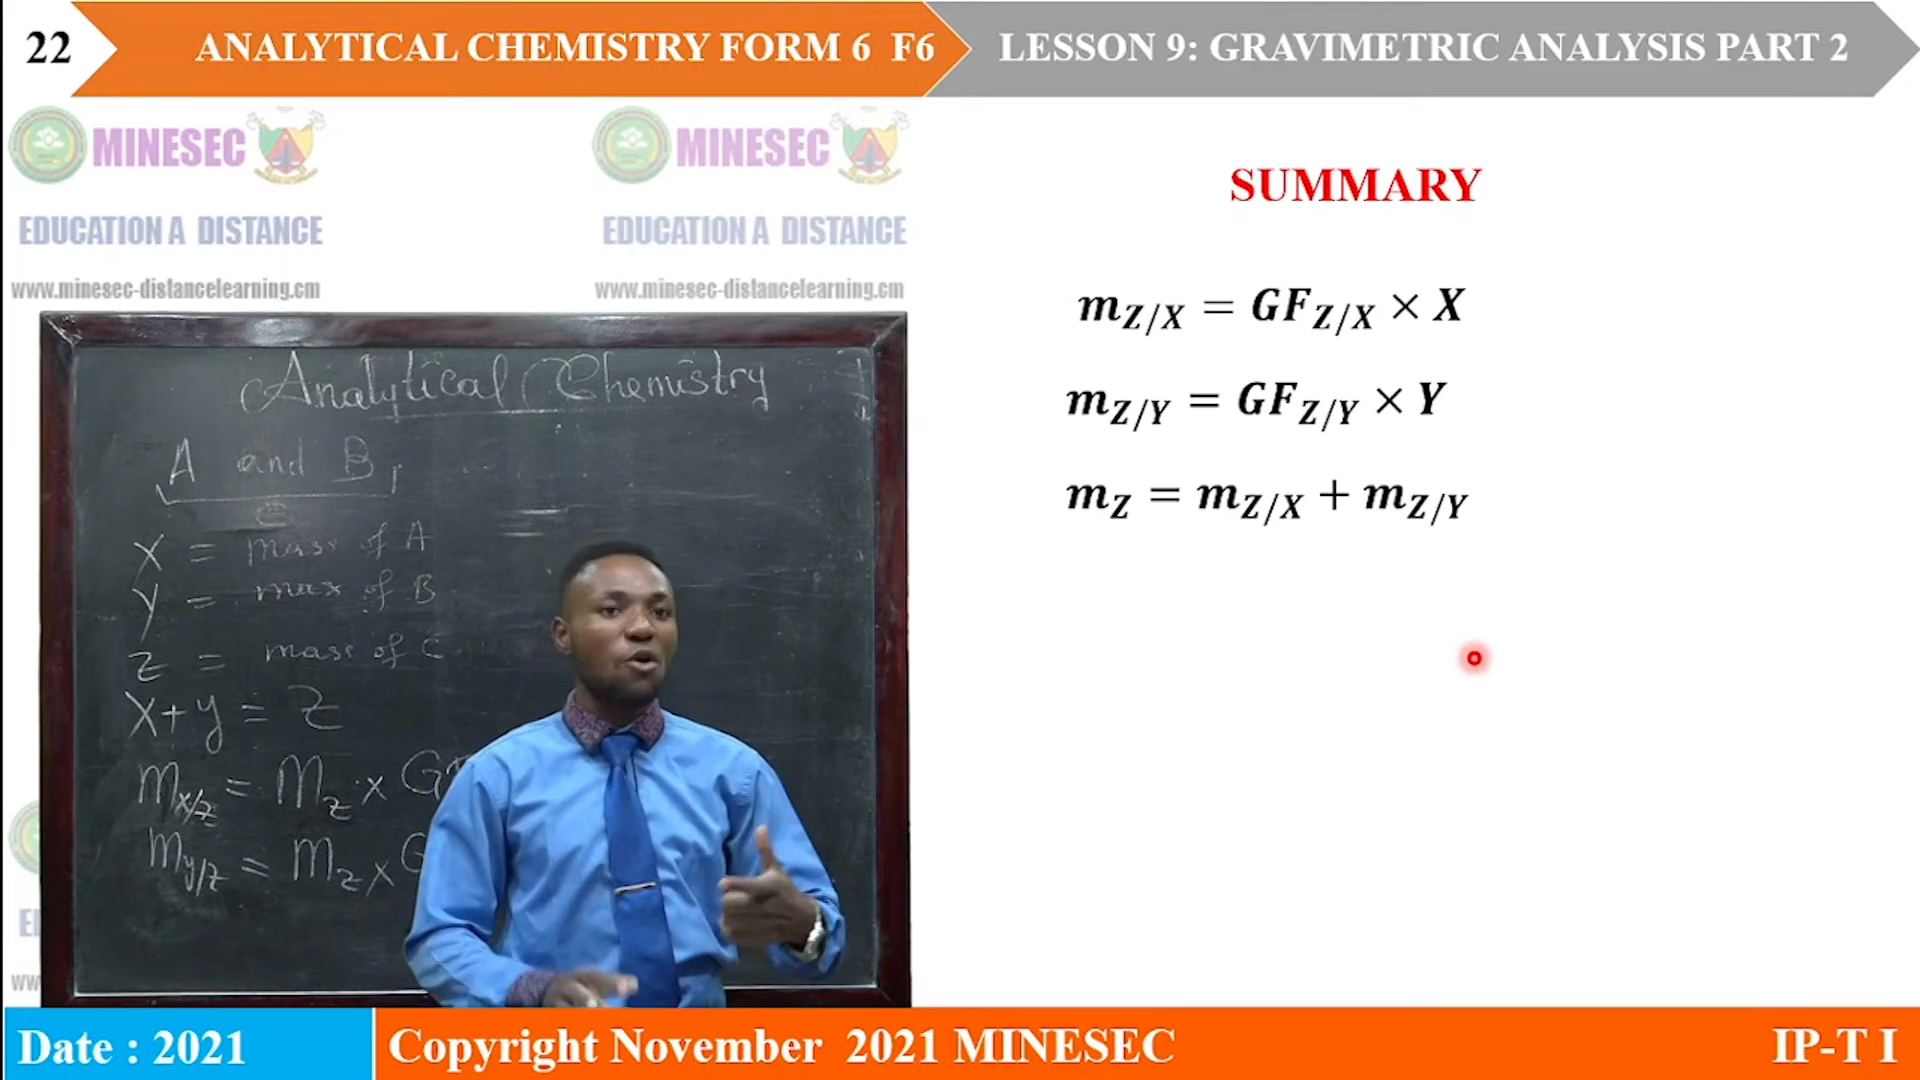 22
ANALYTICAL CHEMISTRY FORM 6 F6
LESSON 9: GRAVIMETRIC ANALYSIS PART 2
MINESEC
EDUCATION A DISTANCE
www.minesec-distancelearning.cm
MINESEC
EDUCATION A DISTANCE
www.minesec-distancelearning.cm
Analytical Chemistry
A and B,
C
X = mass of A
y = mass of B
Z = mass of C
X+y = Z
m_{x/z} = M_z × G
m_{y/z} = M_z × G
SUMMARY
m_{Z/X} = GF_{Z/X} × X
m_{Z/Y} = GF_{Z/Y} × Y
m_Z = m_{Z/X} + m_{Z/Y}
Date : 2021
Copyright November 2021 MINESEC
IP-T I